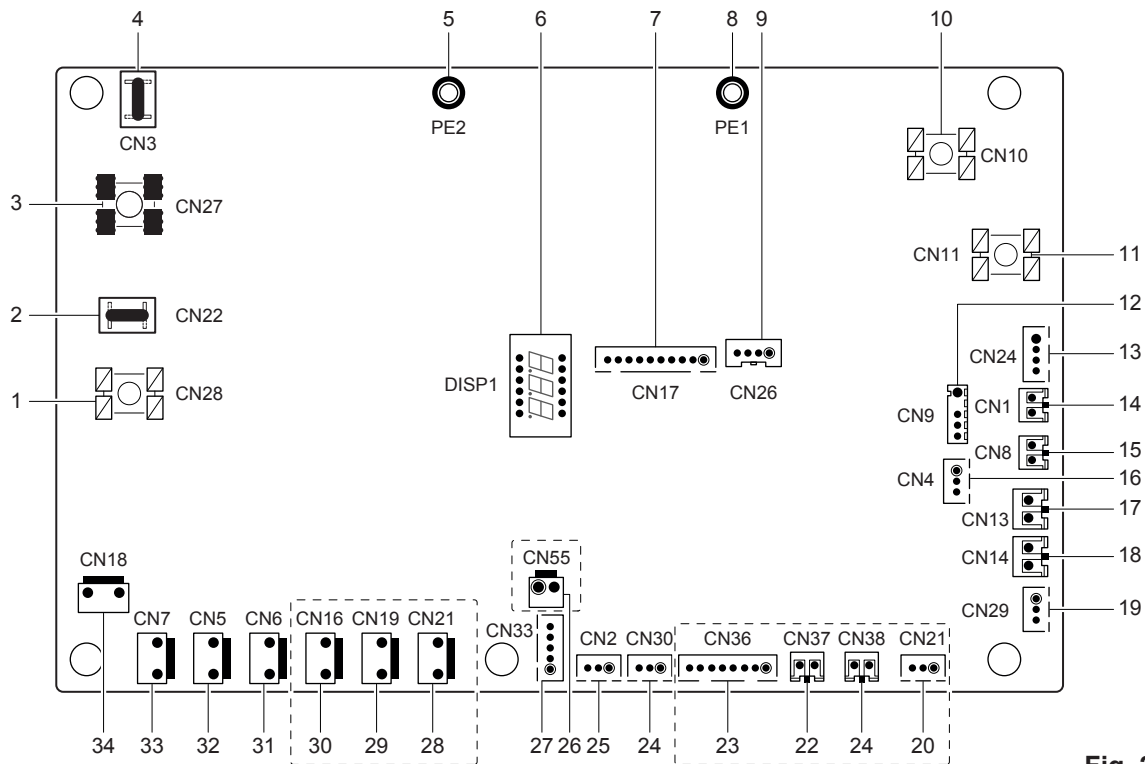 4 5 6 7 8 9 10
CN3 PE2 PE1 CN10
3 CN27
CN11 11
2 CN22 12
CN24 13
DISP1 CN17 CN26
1 CN28 CN9 CN1 14
CN8 15
CN4 16
CN13 17
CN14 18
CN18 CN55
CN29 19
CN7 CN5 CN6 CN16 CN19 CN21 CN33 CN2 CN30 CN36 CN37 CN38 CN21
34 33 32 31 30 29 28 27 26 25 24 23 22 24 20